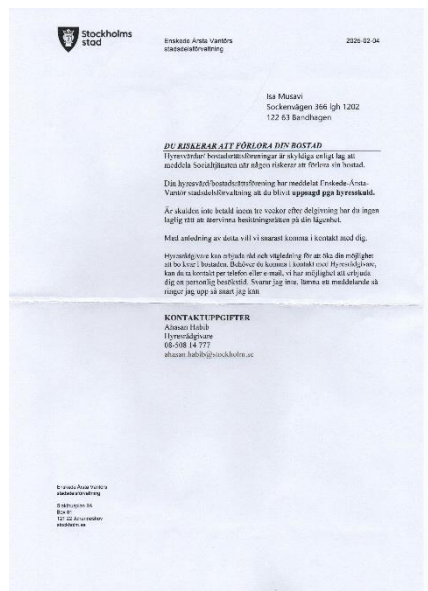 Stockholms
stad
Enskede Årsta Vantörs
stadsdelsförvaltning
2026-02-04
Isa Musavi
Sockenvägen 366 lgh 1202
122 63 Bandhagen
DU RISKERAR ATT FÖRLORA DIN BOSTAD
Hyresvärdar/ bostadsrättsföreningar är skyldiga enligt lag att
meddela Socialtjänsten när någon riskerar att förlora sin bostad.
Din hyresvärd/bostadsrättsförening har meddelat Enskede-Årsta-
Vantör stadsdelsförvaltning att du blivit uppsagd pga hyresskuld.
Är skulden inte betald inom tre veckor efter delgivning har du ingen
laglig rätt att återvinna besittningsrätten på din lägenhet.
Med anledning av detta vill vi snarast komma i kontakt med dig.
Hyresrådgivare kan erbjuda råd och vägledning för att öka din möjlighet
att bo kvar i bostaden. Behöver du komma i kontakt med Hyresrådgivare,
kan du ta kontakt per telefon eller e-mail, vi har möjlighet att erbjuda
dig en personlig besökstid. Svarar jag inte, lämna ett meddelande så
ringer jag upp så snart jag kan
KONTAKTUPPGIFTER
Ahasan Habib
Hyresrådgivare
08-508 14 777
ahasan.habib@stockholm.se
Enskede Årsta Vantörs
stadsdelsförvaltning
Box 81
121 22 Johanneshov
stockholm.se